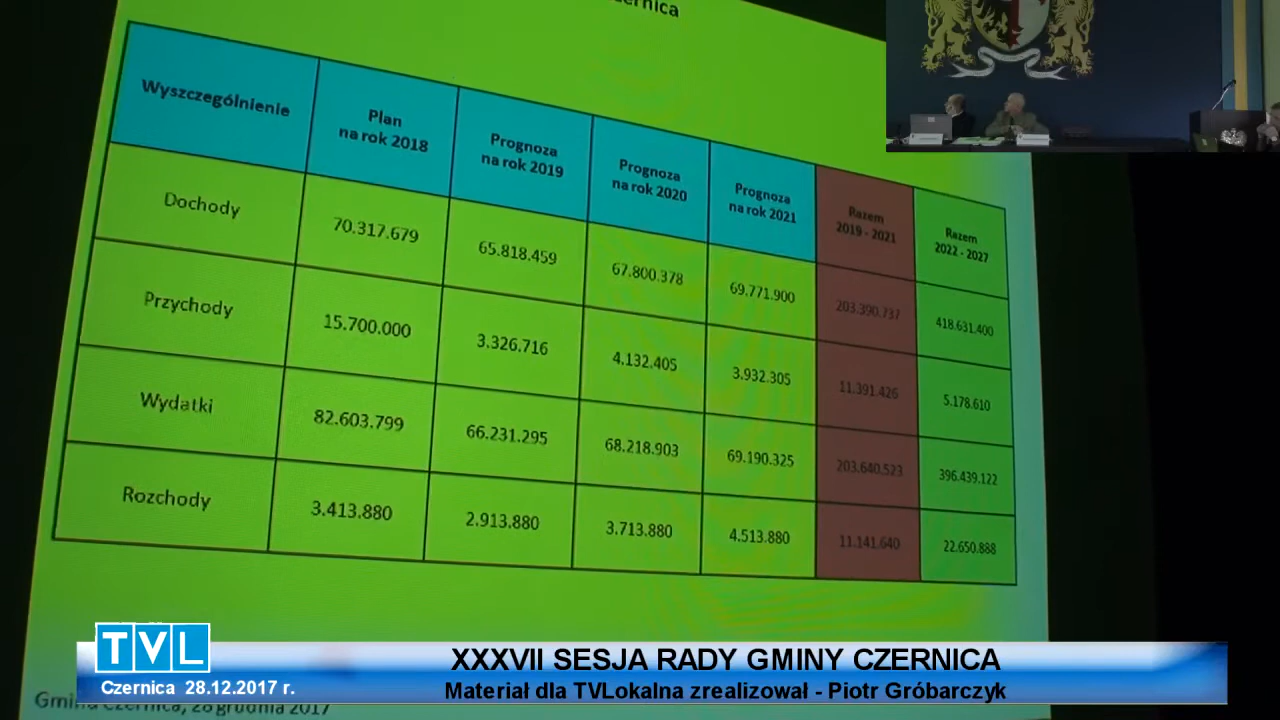 Wyszczególnienie
Plan
na rok 2018
Prognoza
na rok 2019
Prognoza
na rok 2020
Prognoza
na rok 2021
Razem
2019 - 2021
Razem
2022 - 2027
Dochody
70.317.679
65.818.459
67.800.378
69.771.900
203.390.737
418.631.400
Przychody
15.700.000
3.326.716
4.132.405
3.932.305
11.391.426
5.178.610
Wydatki
82.603.799
66.231.295
68.218.903
69.190.325
203.640.523
396.439.122
Rozchody
3.413.880
2.913.880
3.713.880
4.513.880
11.141.640
22.650.888
TVL
Czernica 28.12.2017 r.
XXXVII SESJA RADY GMINY CZERNICA
Materiał dla TVLokalna zrealizował - Piotr Gróbarczyk
Gmina Czernica, 28 grudnia 2017